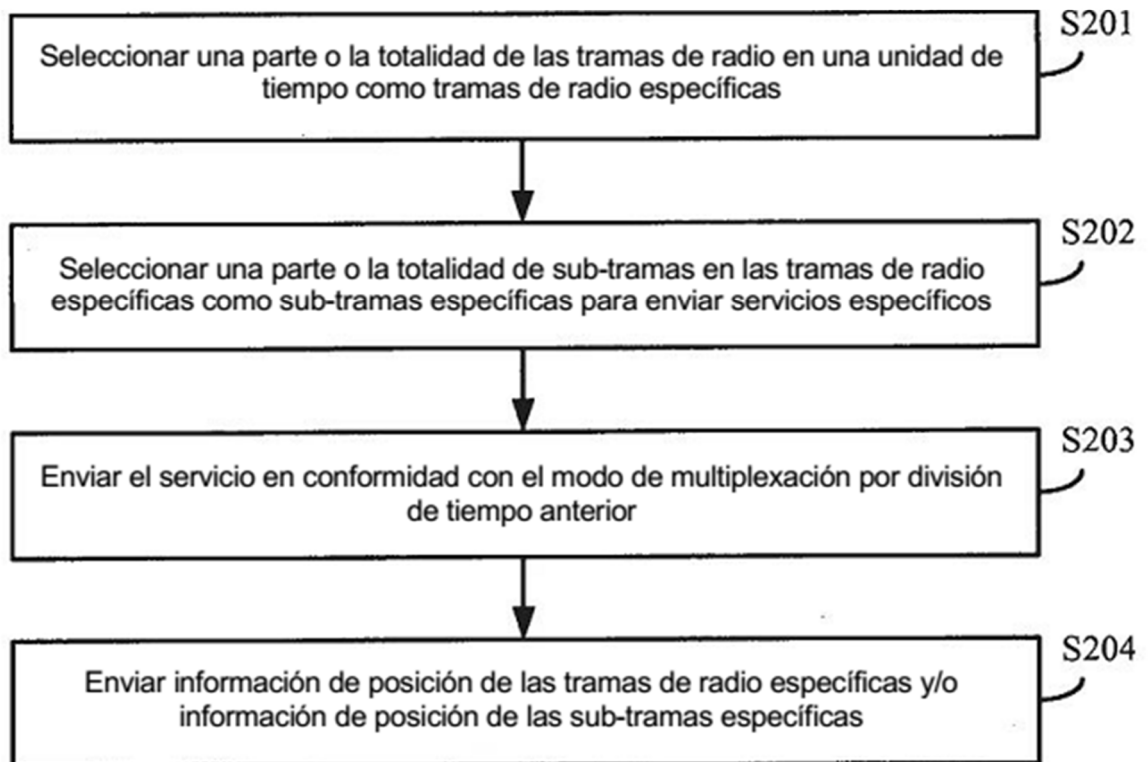 S201
Seleccionar una parte o la totalidad de las tramas de radio en una unidad de
tiempo como tramas de radio específicas
S202
Seleccionar una parte o la totalidad de sub-tramas en las tramas de radio
específicas como sub-tramas específicas para enviar servicios específicos
S203
Enviar el servicio en conformidad con el modo de multiplexación por división
de tiempo anterior
S204
Enviar información de posición de las tramas de radio específicas y/o
información de posición de las sub-tramas específicas